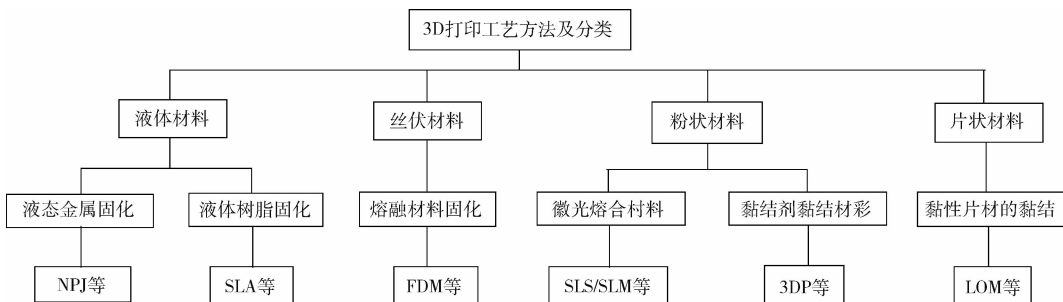 3D打印工艺方法及分类
液体材料
丝伏材料
粉状材料
片状材料
液态金属固化
液体树脂固化
熔融材料固化
徽光熔合村料
黏结剂黏结材彩
黏性片材的黏结
NPJ等
SLA等
FDM等
SLS/SLM等
3DP等
LOM等